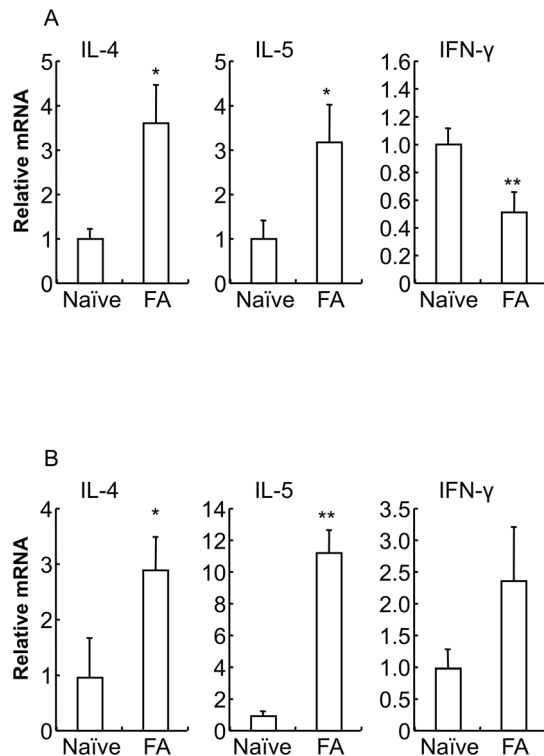 A
IL-4 IL-5 IFN-γ
5 5 1.6
* * 1.4
4 4 1.2
3 3 1.0
Relative mRNA 0.8 **
2 2 0.6
1 1 0.4
0.2
0 0 0
Naïve FA Naïve FA Naïve FA
B
IL-4 IL-5 IFN-γ
4 14 3.5
* 12 ** 3.0
3 10 2.5
Relative mRNA 8 2.0
2 6 1.5
1 4 1.0
2 0.5
0 0 0.0
Naïve FA Naïve FA Naïve FA